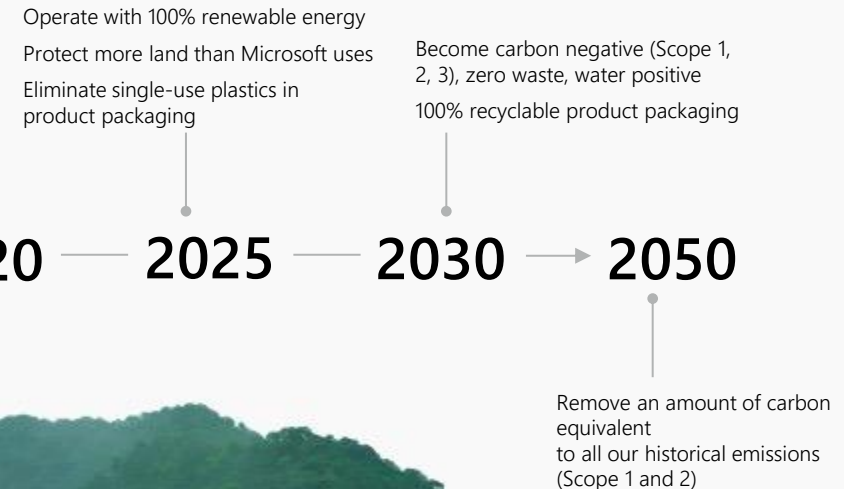 Operate with 100% renewable energy
Protect more land than Microsoft uses
Eliminate single-use plastics in
product packaging
Become carbon negative (Scope 1,
2, 3), zero waste, water positive
100% recyclable product packaging
20 2025 2030 2050
Remove an amount of carbon
equivalent
to all our historical emissions
(Scope 1 and 2)